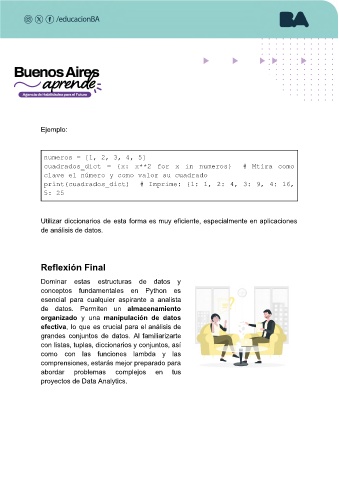 /educacionBA
BA
Buenos Aires
aprende
Agencia de Habilidades para el Futuro
Ejemplo:
numeros = [1, 2, 3, 4, 5]
cuadrados_dict = {x: x**2 for x in numeros}  # Mtira como
clave el número y como valor su cuadrado
print(cuadrados_dict)  # Imprime: {1: 1, 2: 4, 3: 9, 4: 16,
5: 25
Utilizar diccionarios de esta forma es muy eficiente, especialmente en aplicaciones
de análisis de datos.
Reflexión Final
Dominar estas estructuras de datos y
conceptos fundamentales en Python es
esencial para cualquier aspirante a analista
de datos. Permiten un almacenamiento
organizado y una manipulación de datos
efectiva, lo que es crucial para el análisis de
grandes conjuntos de datos. Al familiarizarte
con listas, tuplas, diccionarios y conjuntos, así
como con las funciones lambda y las
comprensiones, estarás mejor preparado para
abordar problemas complejos en tus
proyectos de Data Analytics.